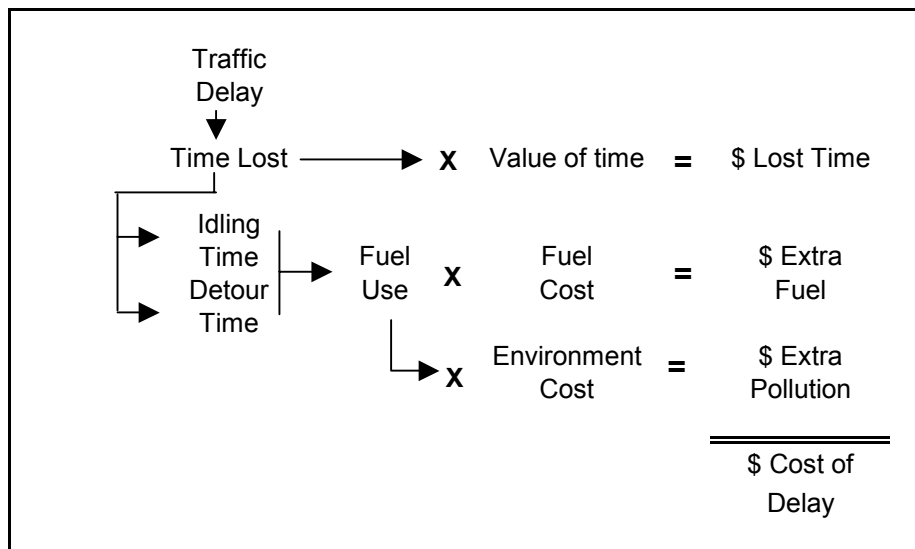 Traffic
Delay
Time Lost X Value of time = $ Lost Time
Idling
Time
Detour
Time
Fuel
Use
X
Fuel
Cost
=
$ Extra
Fuel
X
Environment
Cost
=
$ Extra
Pollution
$ Cost of
Delay